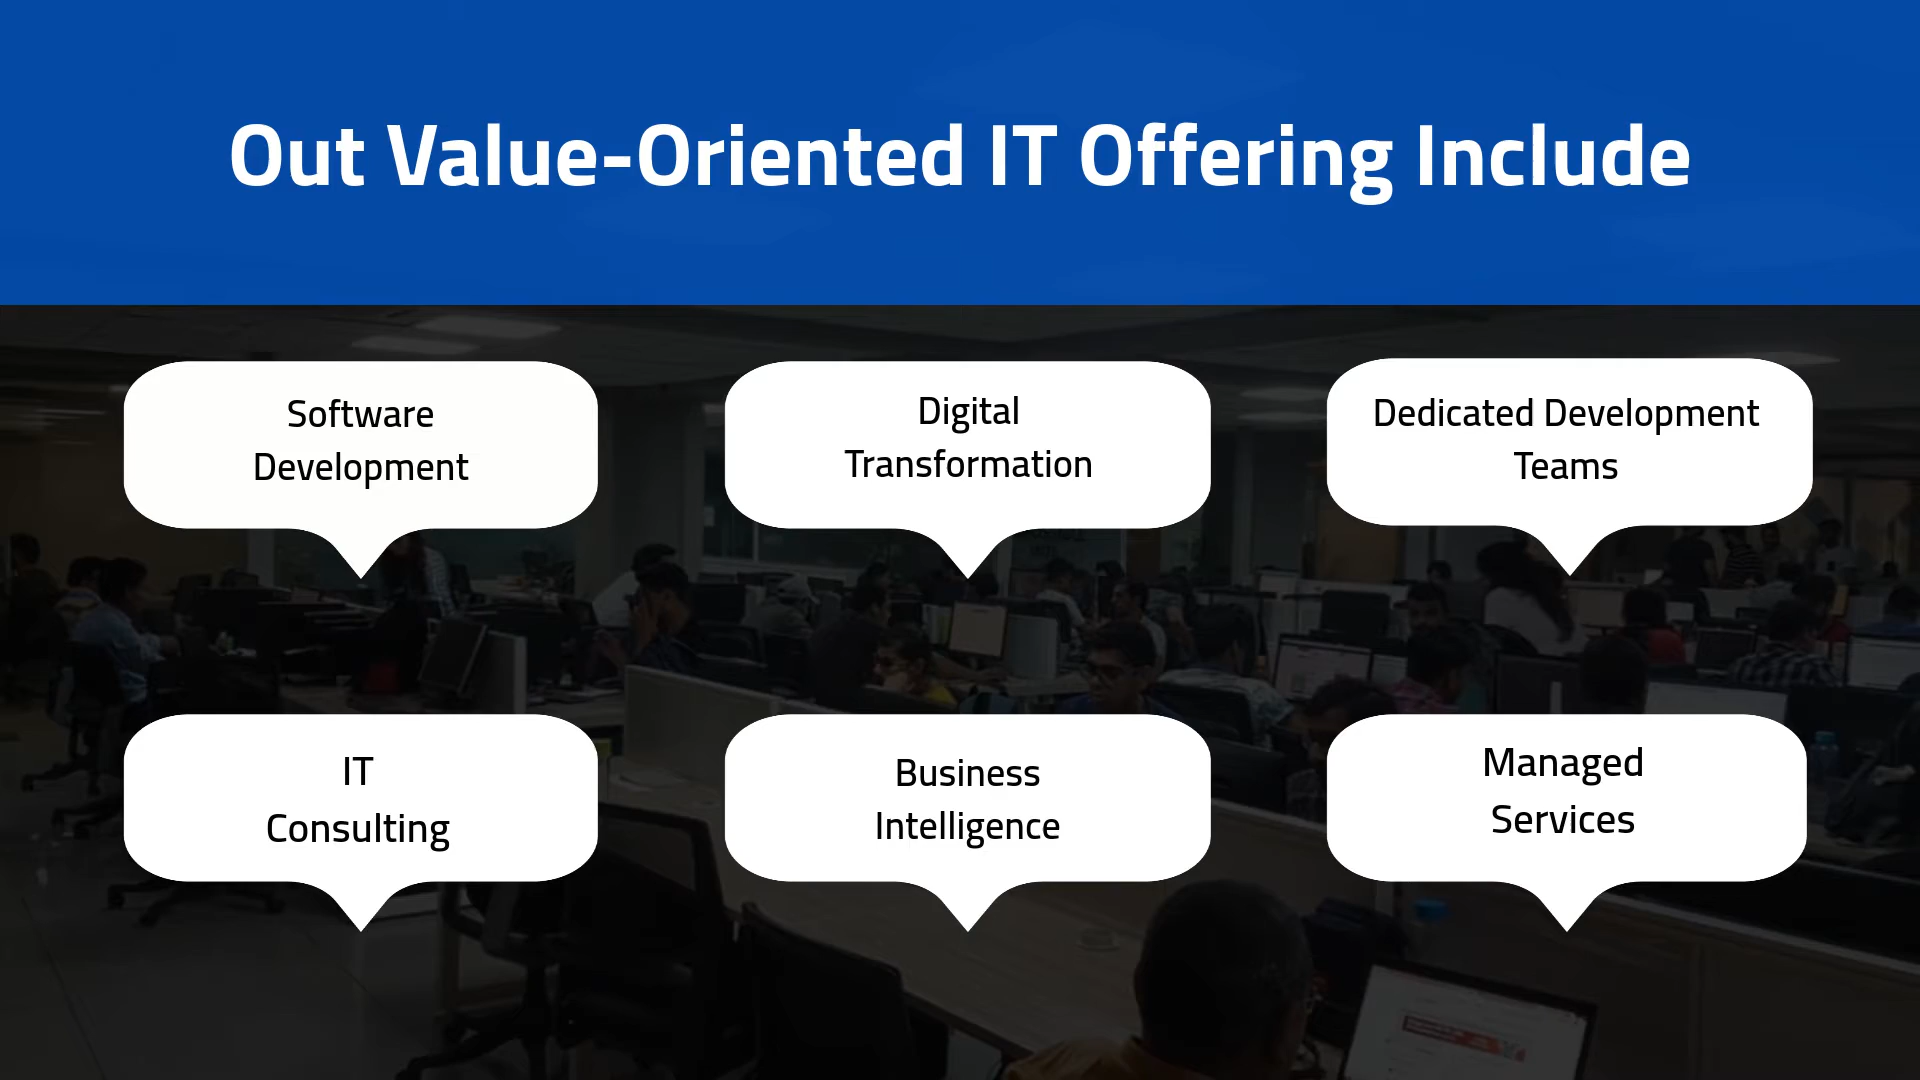 Out Value-Oriented IT Offering Include
Software
Development
Digital
Transformation
Dedicated Development
Teams
IT
Consulting
Business
Intelligence
Managed
Services